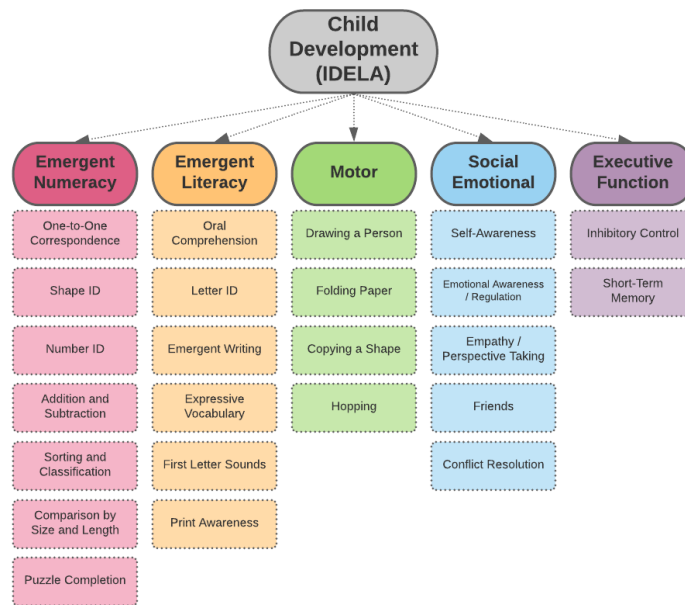 Child
Development
(IDELA)
Emergent
Numeracy
Emergent
Literacy
Motor
Social
Emotional
Executive
Function
One-to-One
Correspondence
Oral
Comprehension
Drawing a Person
Self-Awareness
Inhibitory Control
Shape ID
Letter ID
Folding Paper
Emotional Awareness
/ Regulation
Short-Term
Memory
Number ID
Emergent Writing
Copying a Shape
Empathy /
Perspective Taking
Addition and
Subtraction
Expressive
Vocabulary
Hopping
Friends
Sorting and
Classification
First Letter Sounds
Conflict Resolution
Comparison by
Size and Length
Print Awareness
Puzzle Completion